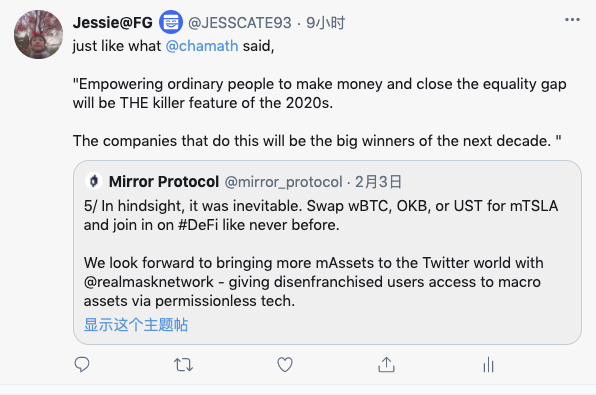 Jessie@FG @JESSCATE93 · 9小时
just like what @chamath said,
"Empowering ordinary people to make money and close the equality gap
will be THE killer feature of the 2020s.
The companies that do this will be the big winners of the next decade. "
Mirror Protocol @mirror_protocol · 2月3日
5/ In hindsight, it was inevitable. Swap wBTC, OKB, or UST for mTSLA
and join in on #DeFi like never before.
We look forward to bringing more mAssets to the Twitter world with
@realmasknetwork - giving disenfranchised users access to macro
assets via permissionless tech.
显示这个主题帖